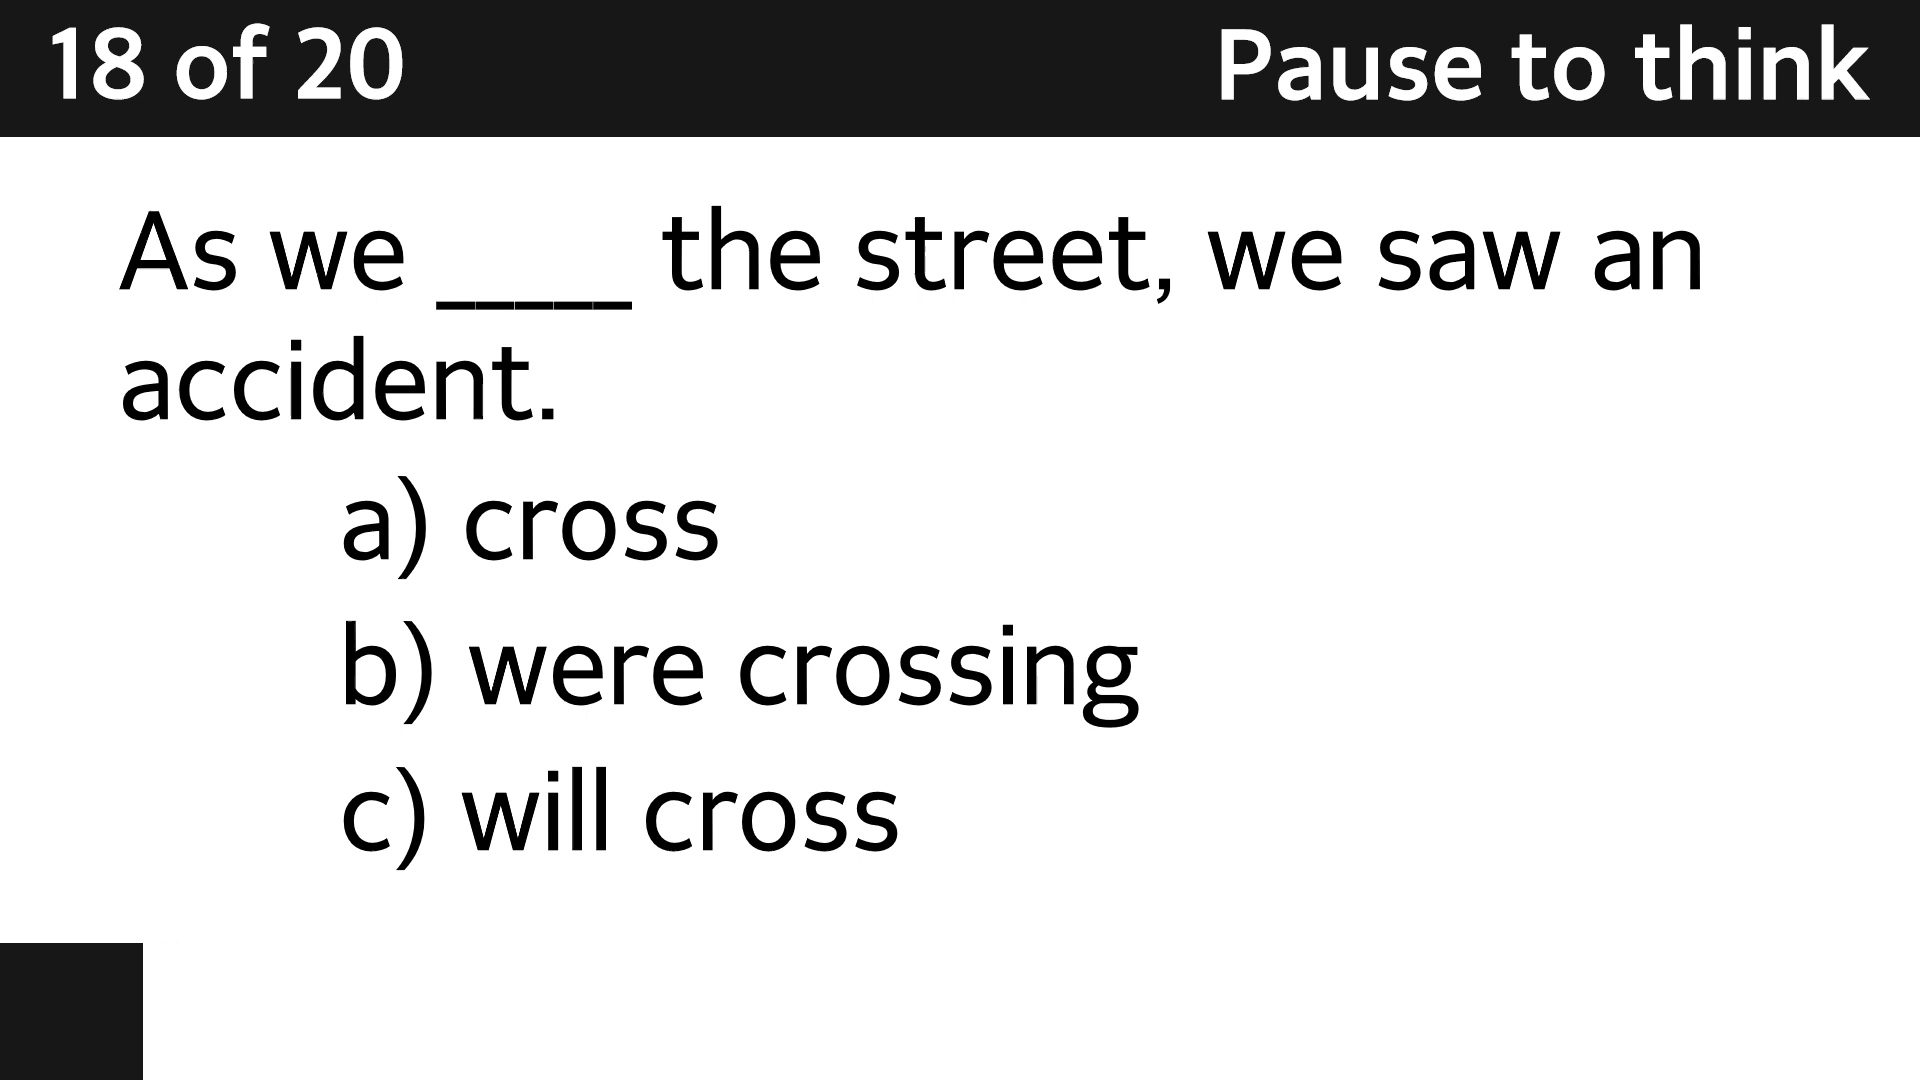 18 of 20
Pause to think
As we _____ the street, we saw an
accident.
a) cross
b) were crossing
c) will cross